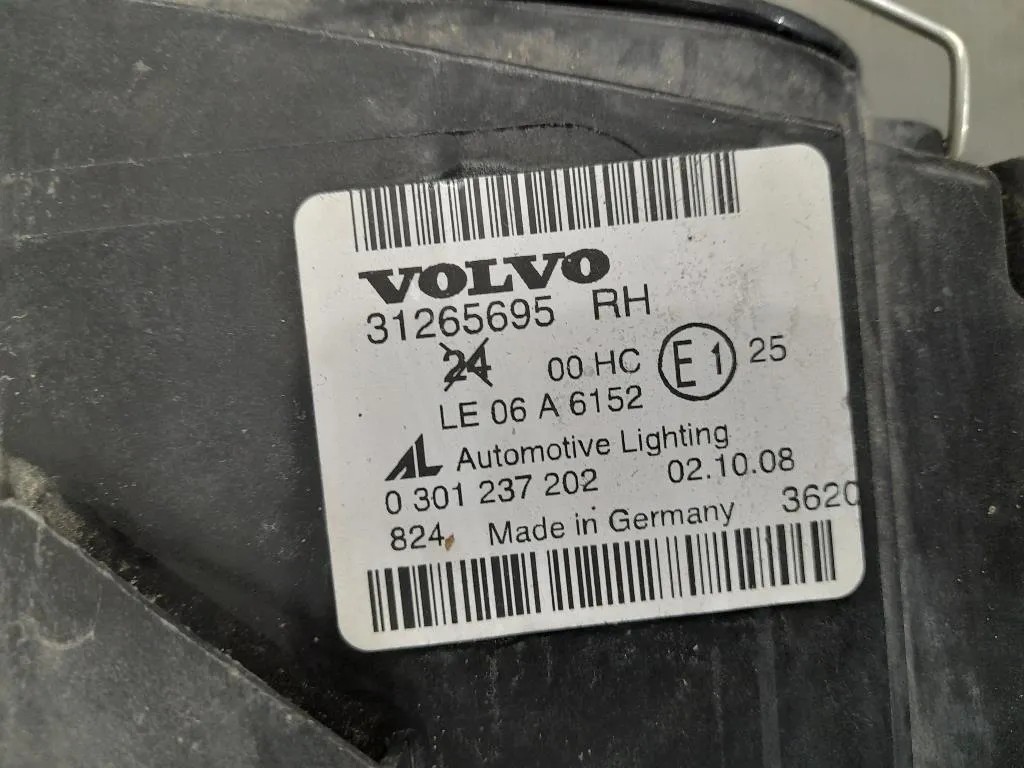 VOLVO
31265695 RH
24 00 HC E1 25
LE 06 A 6152
AL Automotive Lighting
0 301 237 202 02.10.08
824 Made in Germany 3620